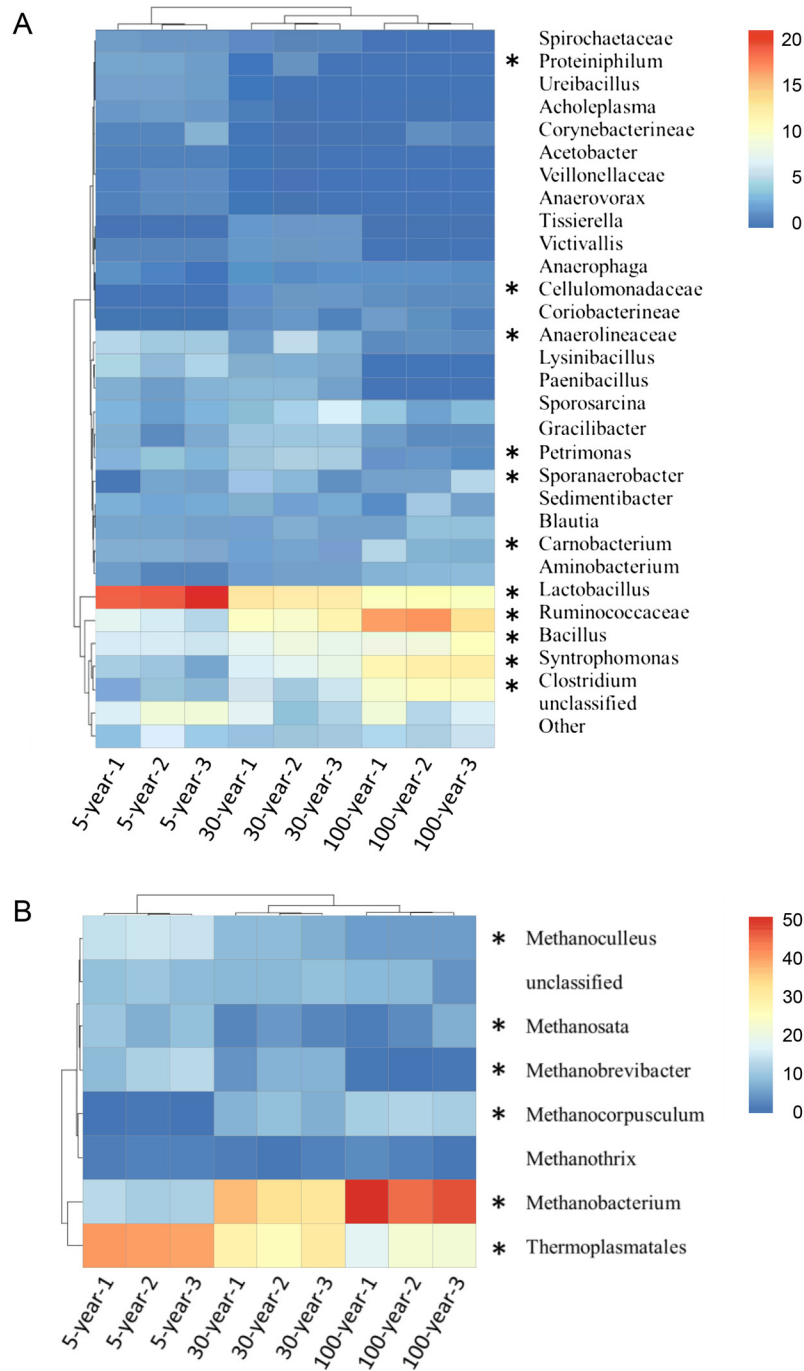 A
Spirochaetaceae
* Proteiniphilum
Ureibacillus
Acholeplasma
Corynebacterineae
Acetobacter
Veillonellaceae
Anaerovorax
Tissierella
Victivallis
Anaerophaga
* Cellulomonadaceae
Coriobacterineae
* Anaerolineaceae
Lysinibacillus
Paenibacillus
Sporosarcina
Gracilibacter
* Petrimonas
* Sporanaerobacter
Sedimentibacter
Blautia
* Carnobacterium
Aminobacterium
* Lactobacillus
* Ruminococcaceae
* Bacillus
* Syntrophomonas
* Clostridium
unclassified
Other
20
15
10
5
0
5-year-1
5-year-2
5-year-3
30-year-1
30-year-2
30-year-3
100-year-1
100-year-2
100-year-3
B
* Methanoculleus
unclassified
* Methanosata
* Methanobrevibacter
* Methanocorpusculum
Methanothrix
* Methanobacterium
* Thermoplasmatales
50
40
30
20
10
0
5-year-1
5-year-2
5-year-3
30-year-1
30-year-2
30-year-3
100-year-1
100-year-2
100-year-3